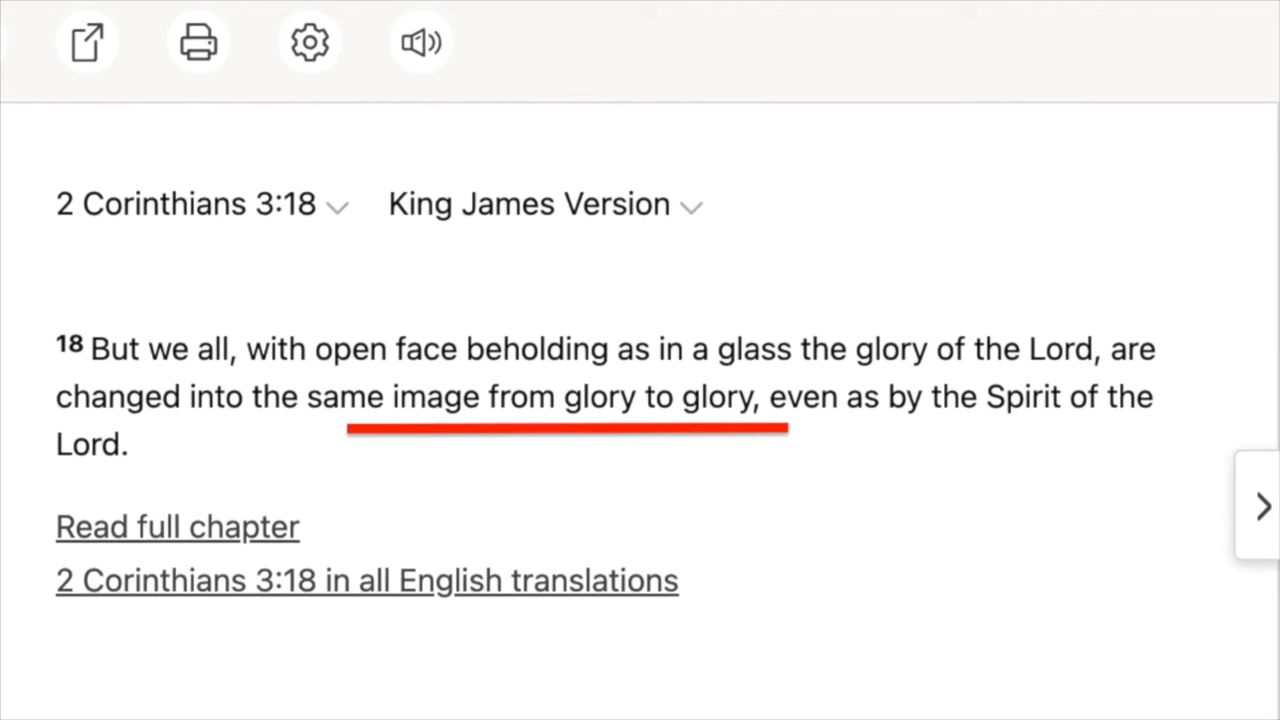 2 Corinthians 3:18 King James Version
18 But we all, with open face beholding as in a glass the glory of the Lord, are
changed into the same image from glory to glory, even as by the Spirit of the
Lord.
Read full chapter
2 Corinthians 3:18 in all English translations